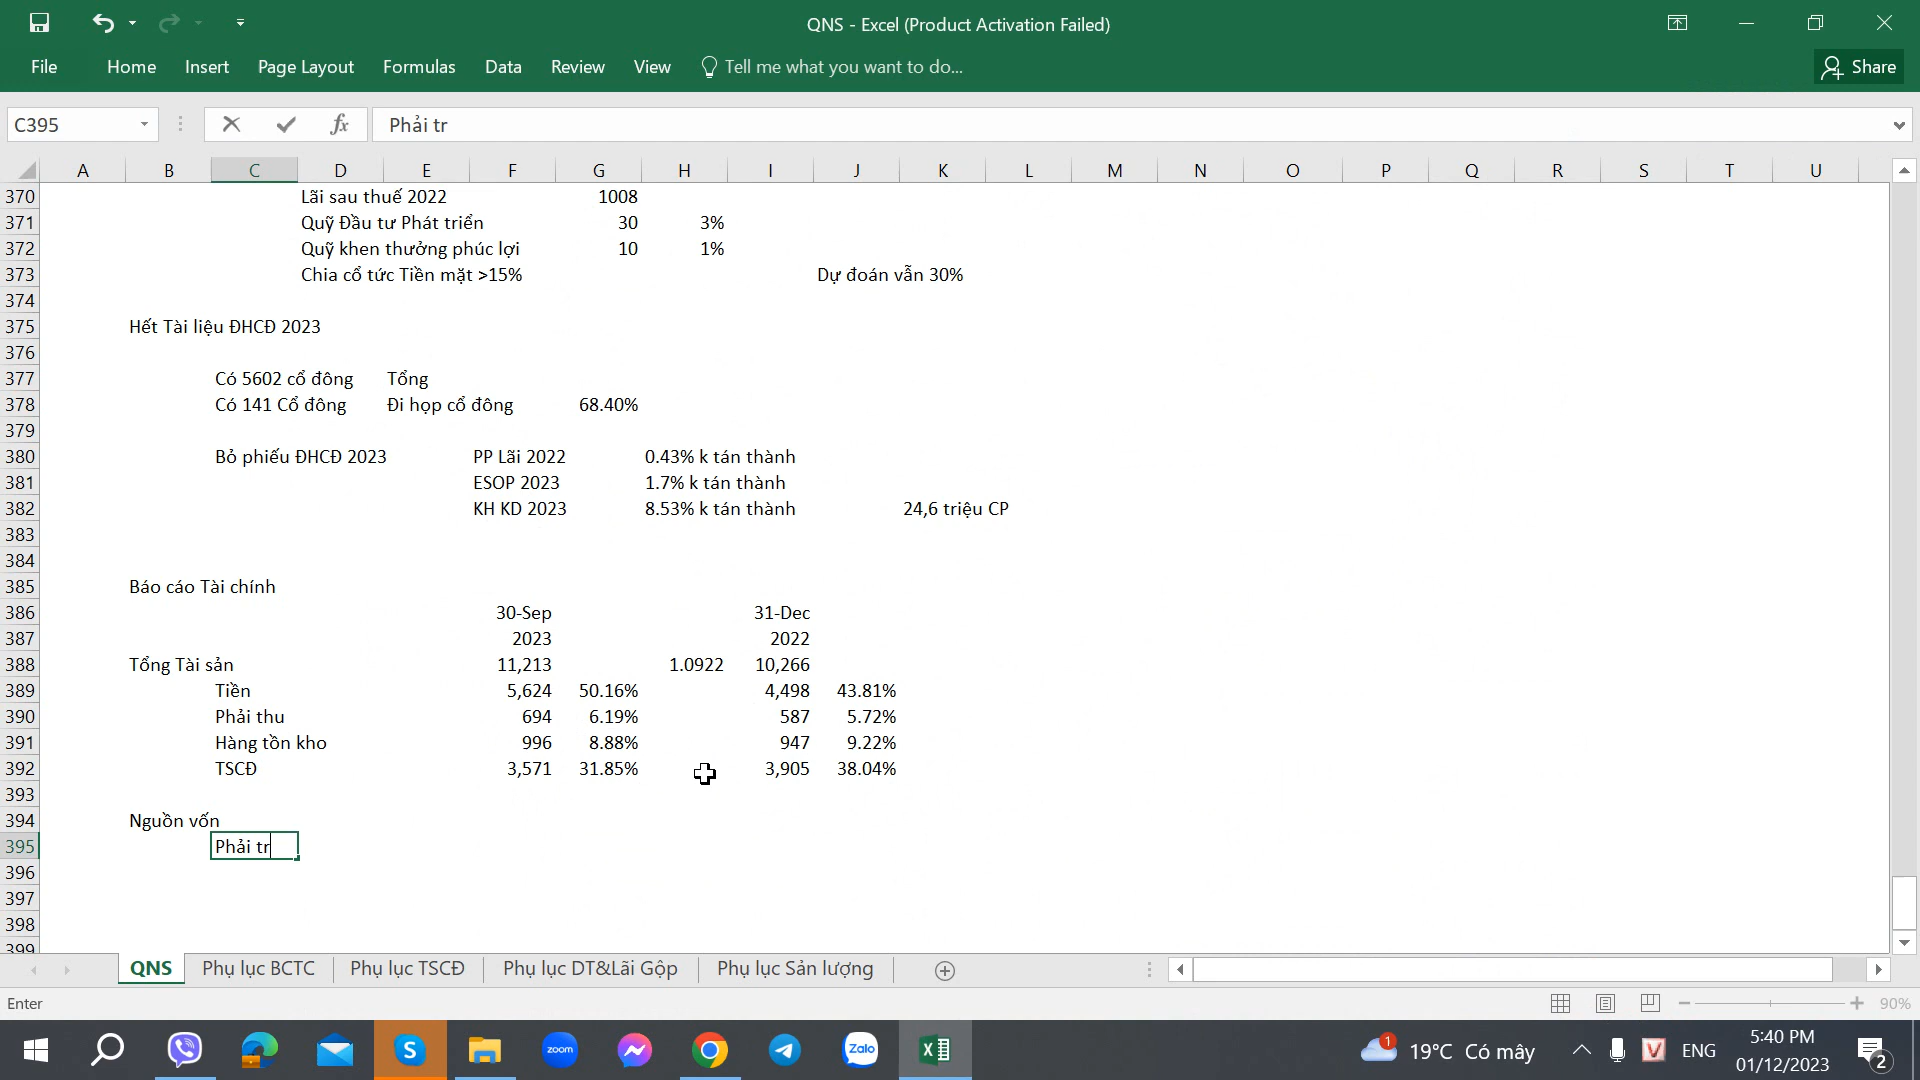 QNS - Excel (Product Activation Failed)
File Home Insert Page Layout Formulas Data Review View Tell me what you want to do... Share
C395 fx Phải tr
A B C D E F G H I J K L M N O P Q R S T U
370 Lãi sau thuế 2022 1008
371 Quỹ Đầu tư Phát triển 30 3%
372 Quỹ khen thưởng phúc lợi 10 1%
373 Chia cổ tức Tiền mặt >15% Dự đoán vẫn 30%
374
375 Hết Tài liệu ĐHCĐ 2023
376
377 Có 5602 cổ đông Tổng
378 Có 141 Cổ đông Đi họp cổ đông 68.40%
379
380 Bỏ phiếu ĐHCĐ 2023 PP Lãi 2022 0.43% k tán thành
381 ESOP 2023 1.7% k tán thành
382 KH KD 2023 8.53% k tán thành 24,6 triệu CP
383
384
385 Báo cáo Tài chính
386 30-Sep 31-Dec
387 2023 2022
388 Tổng Tài sản 11,213 1.0922 10,266
389 Tiền 5,624 50.16% 4,498 43.81%
390 Phải thu 694 6.19% 587 5.72%
391 Hàng tồn kho 996 8.88% 947 9.22%
392 TSCĐ 3,571 31.85% 3,905 38.04%
393
394 Nguồn vốn
395 Phải tr
396
397
398
399
QNS Phụ lục BCTC Phụ lục TSCĐ Phụ lục DT&Lãi Gộp Phụ lục Sản lượng
Enter 90%
S zoom Zalo 1 19°C Có mây V ENG 5:40 PM 2
01/12/2023